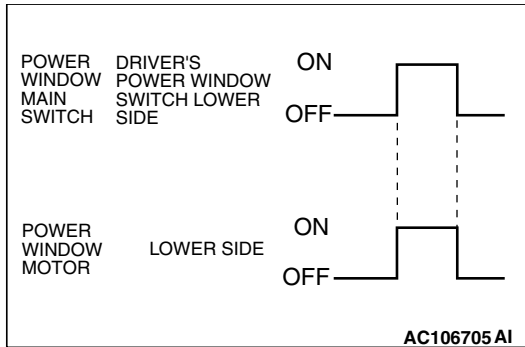 POWER WINDOW MAIN SWITCH
DRIVER'S POWER WINDOW SWITCH LOWER SIDE
ON
OFF
POWER WINDOW MOTOR
LOWER SIDE
ON
OFF
AC106705 AI